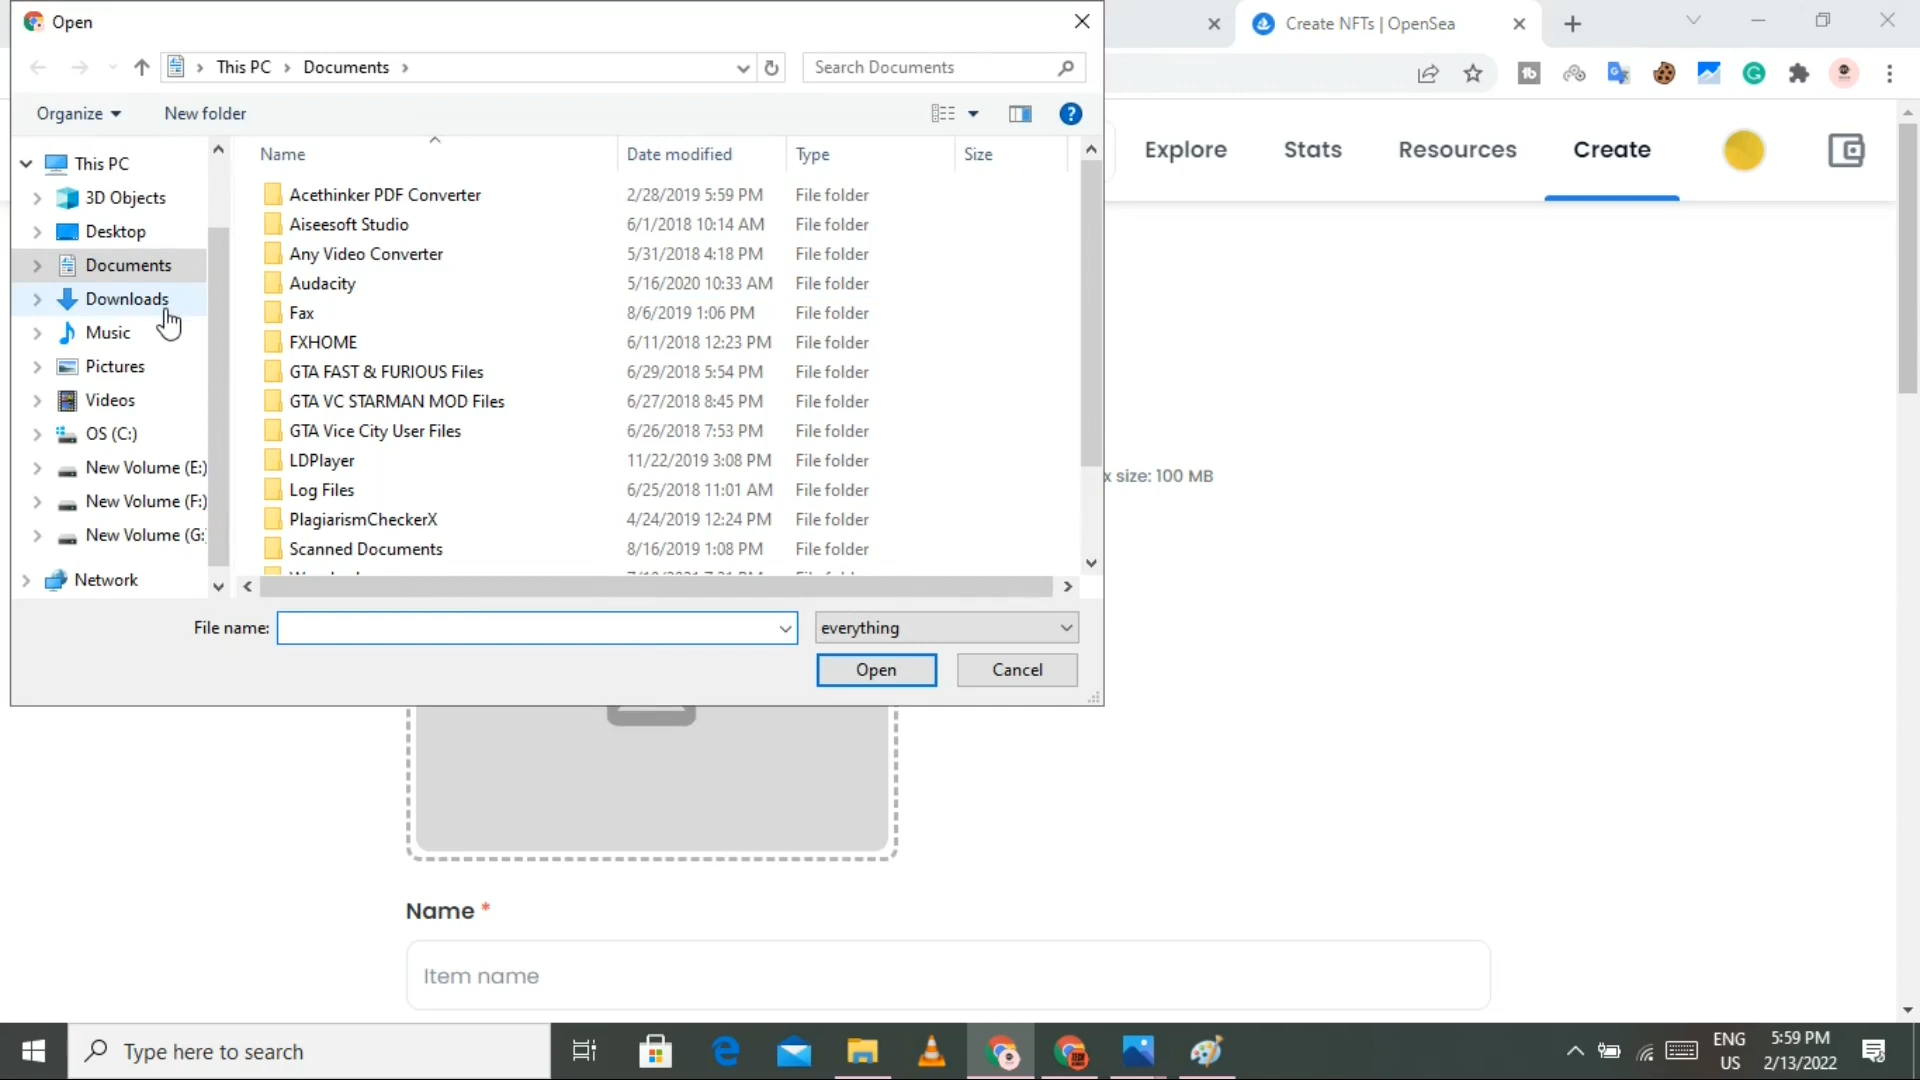 Open
Create NFTs | OpenSea
This PC
Documents
Search Documents
Organize
New folder
Explore
Stats
Resources
Create
Name
Date modified
Type
Size
This PC
3D Objects
Desktop
Documents
Downloads
Music
Pictures
Videos
OS (C:)
New Volume (E:)
New Volume (F:)
New Volume (G:
Network
Acethinker PDF Converter 2/28/2019 5:59 PM File folder
Aiseesoft Studio 6/1/2018 10:14 AM File folder
Any Video Converter 5/31/2018 4:18 PM File folder
Audacity 5/16/2020 10:33 AM File folder
Fax 8/6/2019 1:06 PM File folder
FXHOME 6/11/2018 12:23 PM File folder
GTA FAST & FURIOUS Files 6/29/2018 5:54 PM File folder
GTA VC STARMAN MOD Files 6/27/2018 8:45 PM File folder
GTA Vice City User Files 6/26/2018 7:53 PM File folder
LDPlayer 11/22/2019 3:08 PM File folder
Log Files 6/25/2018 11:01 AM File folder
PlagiarismCheckerX 4/24/2019 12:24 PM File folder
Scanned Documents 8/16/2019 1:08 PM File folder
x size: 100 MB
File name:
everything
Open
Cancel
Name *
Item name
Type here to search
ENG
US
5:59 PM
2/13/2022